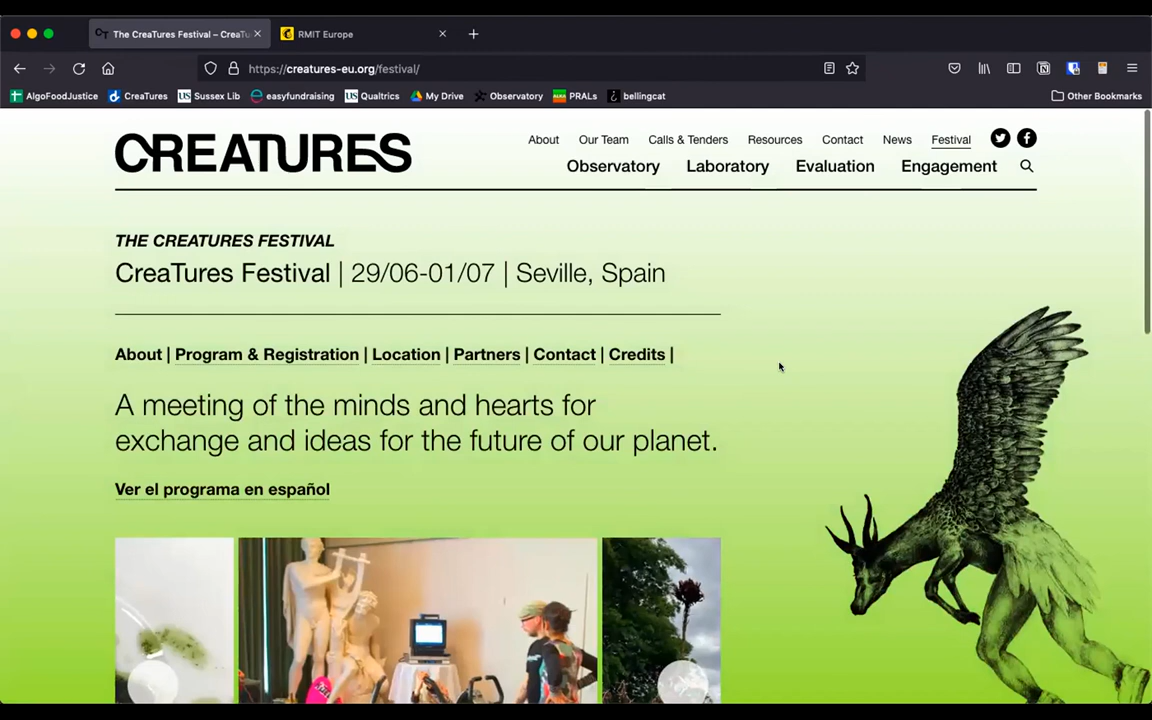 The CreaTures Festival – CreaTu
RMIT Europe
https://creatures-eu.org/festival/
AlgoFoodJustice
CreaTures
US Sussex Lib
easyfundraising
US Qualtrics
My Drive
Observatory
PRALs
bellingcat
Other Bookmarks
CREATURES
About
Our Team
Calls & Tenders
Resources
Contact
News
Festival
Observatory
Laboratory
Evaluation
Engagement
THE CREATURES FESTIVAL
CreaTures Festival | 29/06-01/07 | Seville, Spain
About | Program & Registration | Location | Partners | Contact | Credits |
A meeting of the minds and hearts for
exchange and ideas for the future of our planet.
Ver el programa en español